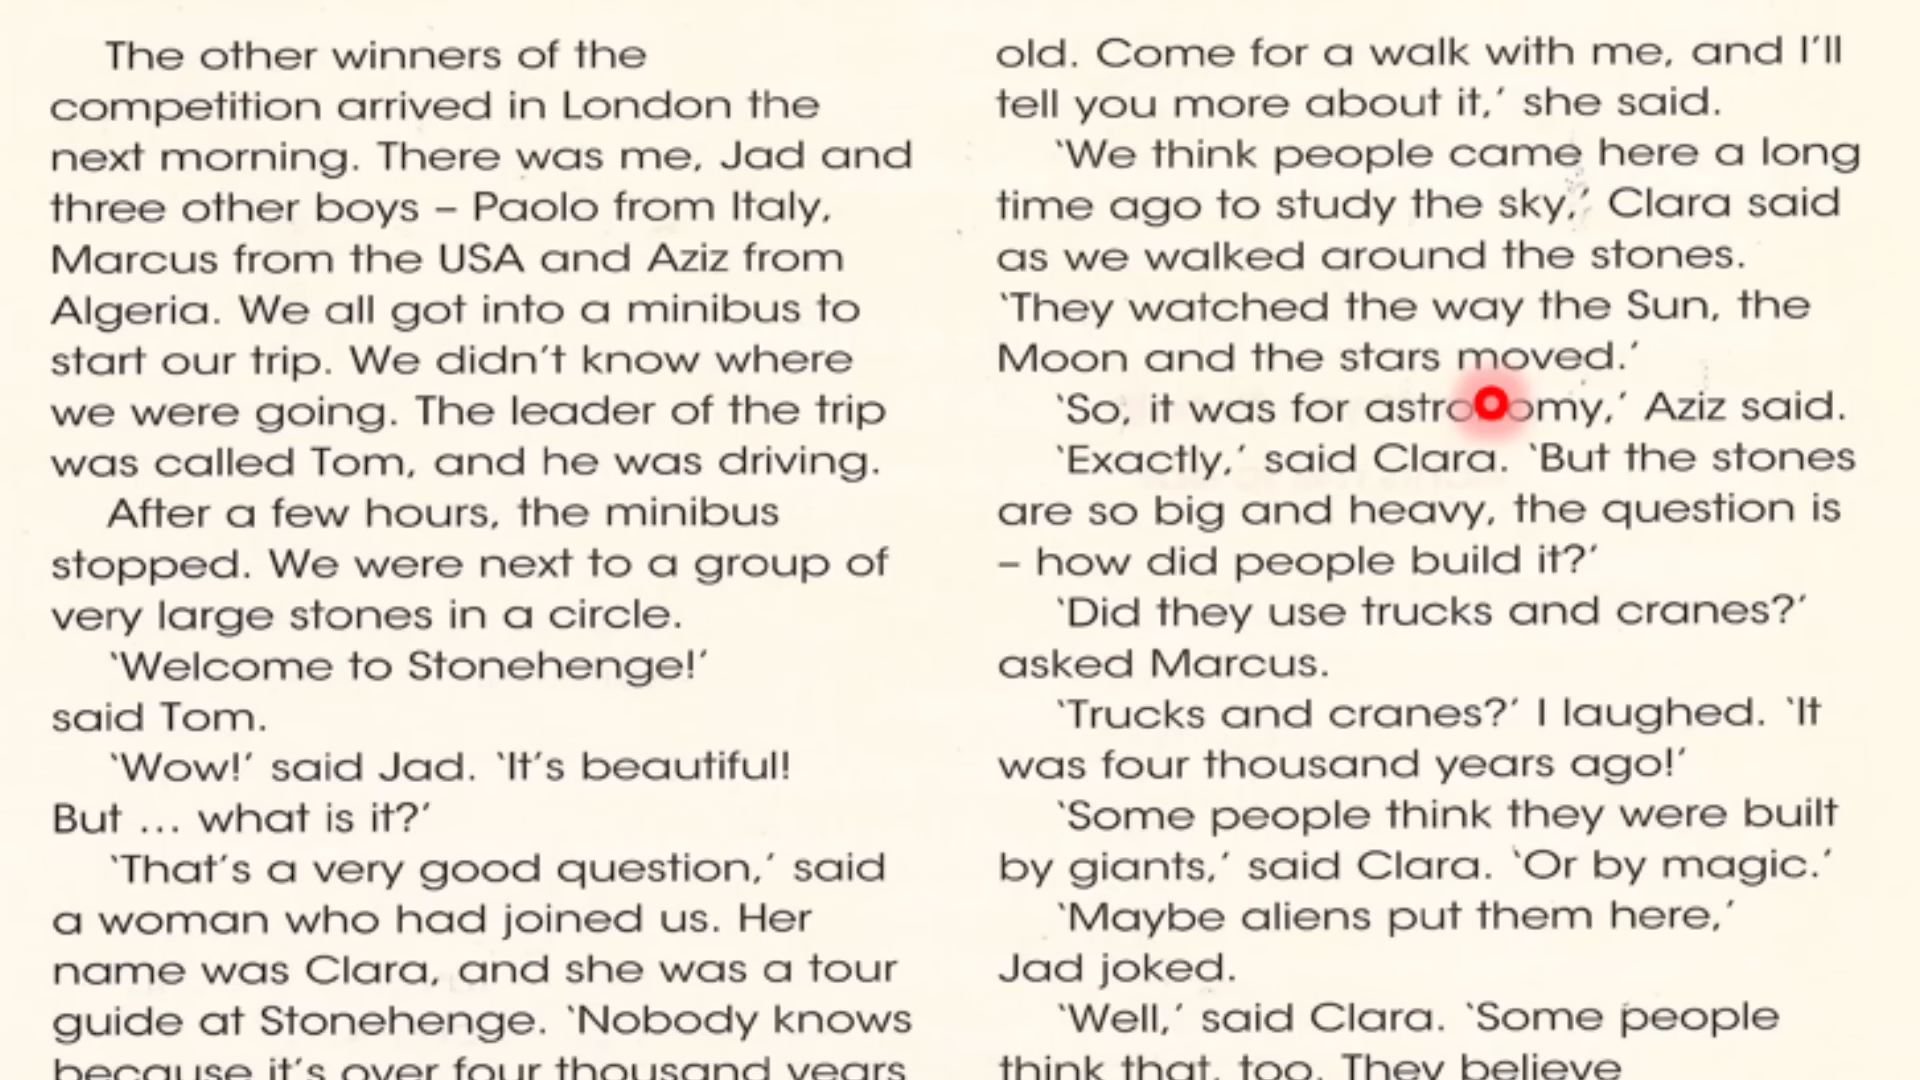 The other winners of the
competition arrived in London the
next morning. There was me, Jad and
three other boys – Paolo from Italy,
Marcus from the USA and Aziz from
Algeria. We all got into a minibus to
start our trip. We didn't know where
we were going. The leader of the trip
was called Tom, and he was driving.
After a few hours, the minibus
stopped. We were next to a group of
very large stones in a circle.
‘Welcome to Stonehenge!’
said Tom.
‘Wow!’ said Jad. ‘It's beautiful!
But ... what is it?’
‘That's a very good question,’ said
a woman who had joined us. Her
name was Clara, and she was a tour
guide at Stonehenge. ‘Nobody knows
because it's over four thousand years
old. Come for a walk with me, and I'll
tell you more about it,’ she said.
‘We think people came here a long
time ago to study the sky,’ Clara said
as we walked around the stones.
‘They watched the way the Sun, the
Moon and the stars moved.’
‘So, it was for astronomy,’ Aziz said.
‘Exactly,’ said Clara. ‘But the stones
are so big and heavy, the question is
– how did people build it?’
‘Did they use trucks and cranes?’
asked Marcus.
‘Trucks and cranes?’ I laughed. ‘It
was four thousand years ago!’
‘Some people think they were built
by giants,’ said Clara. ‘Or by magic.’
‘Maybe aliens put them here,’
Jad joked.
‘Well,’ said Clara. ‘Some people
think that, too. They believe